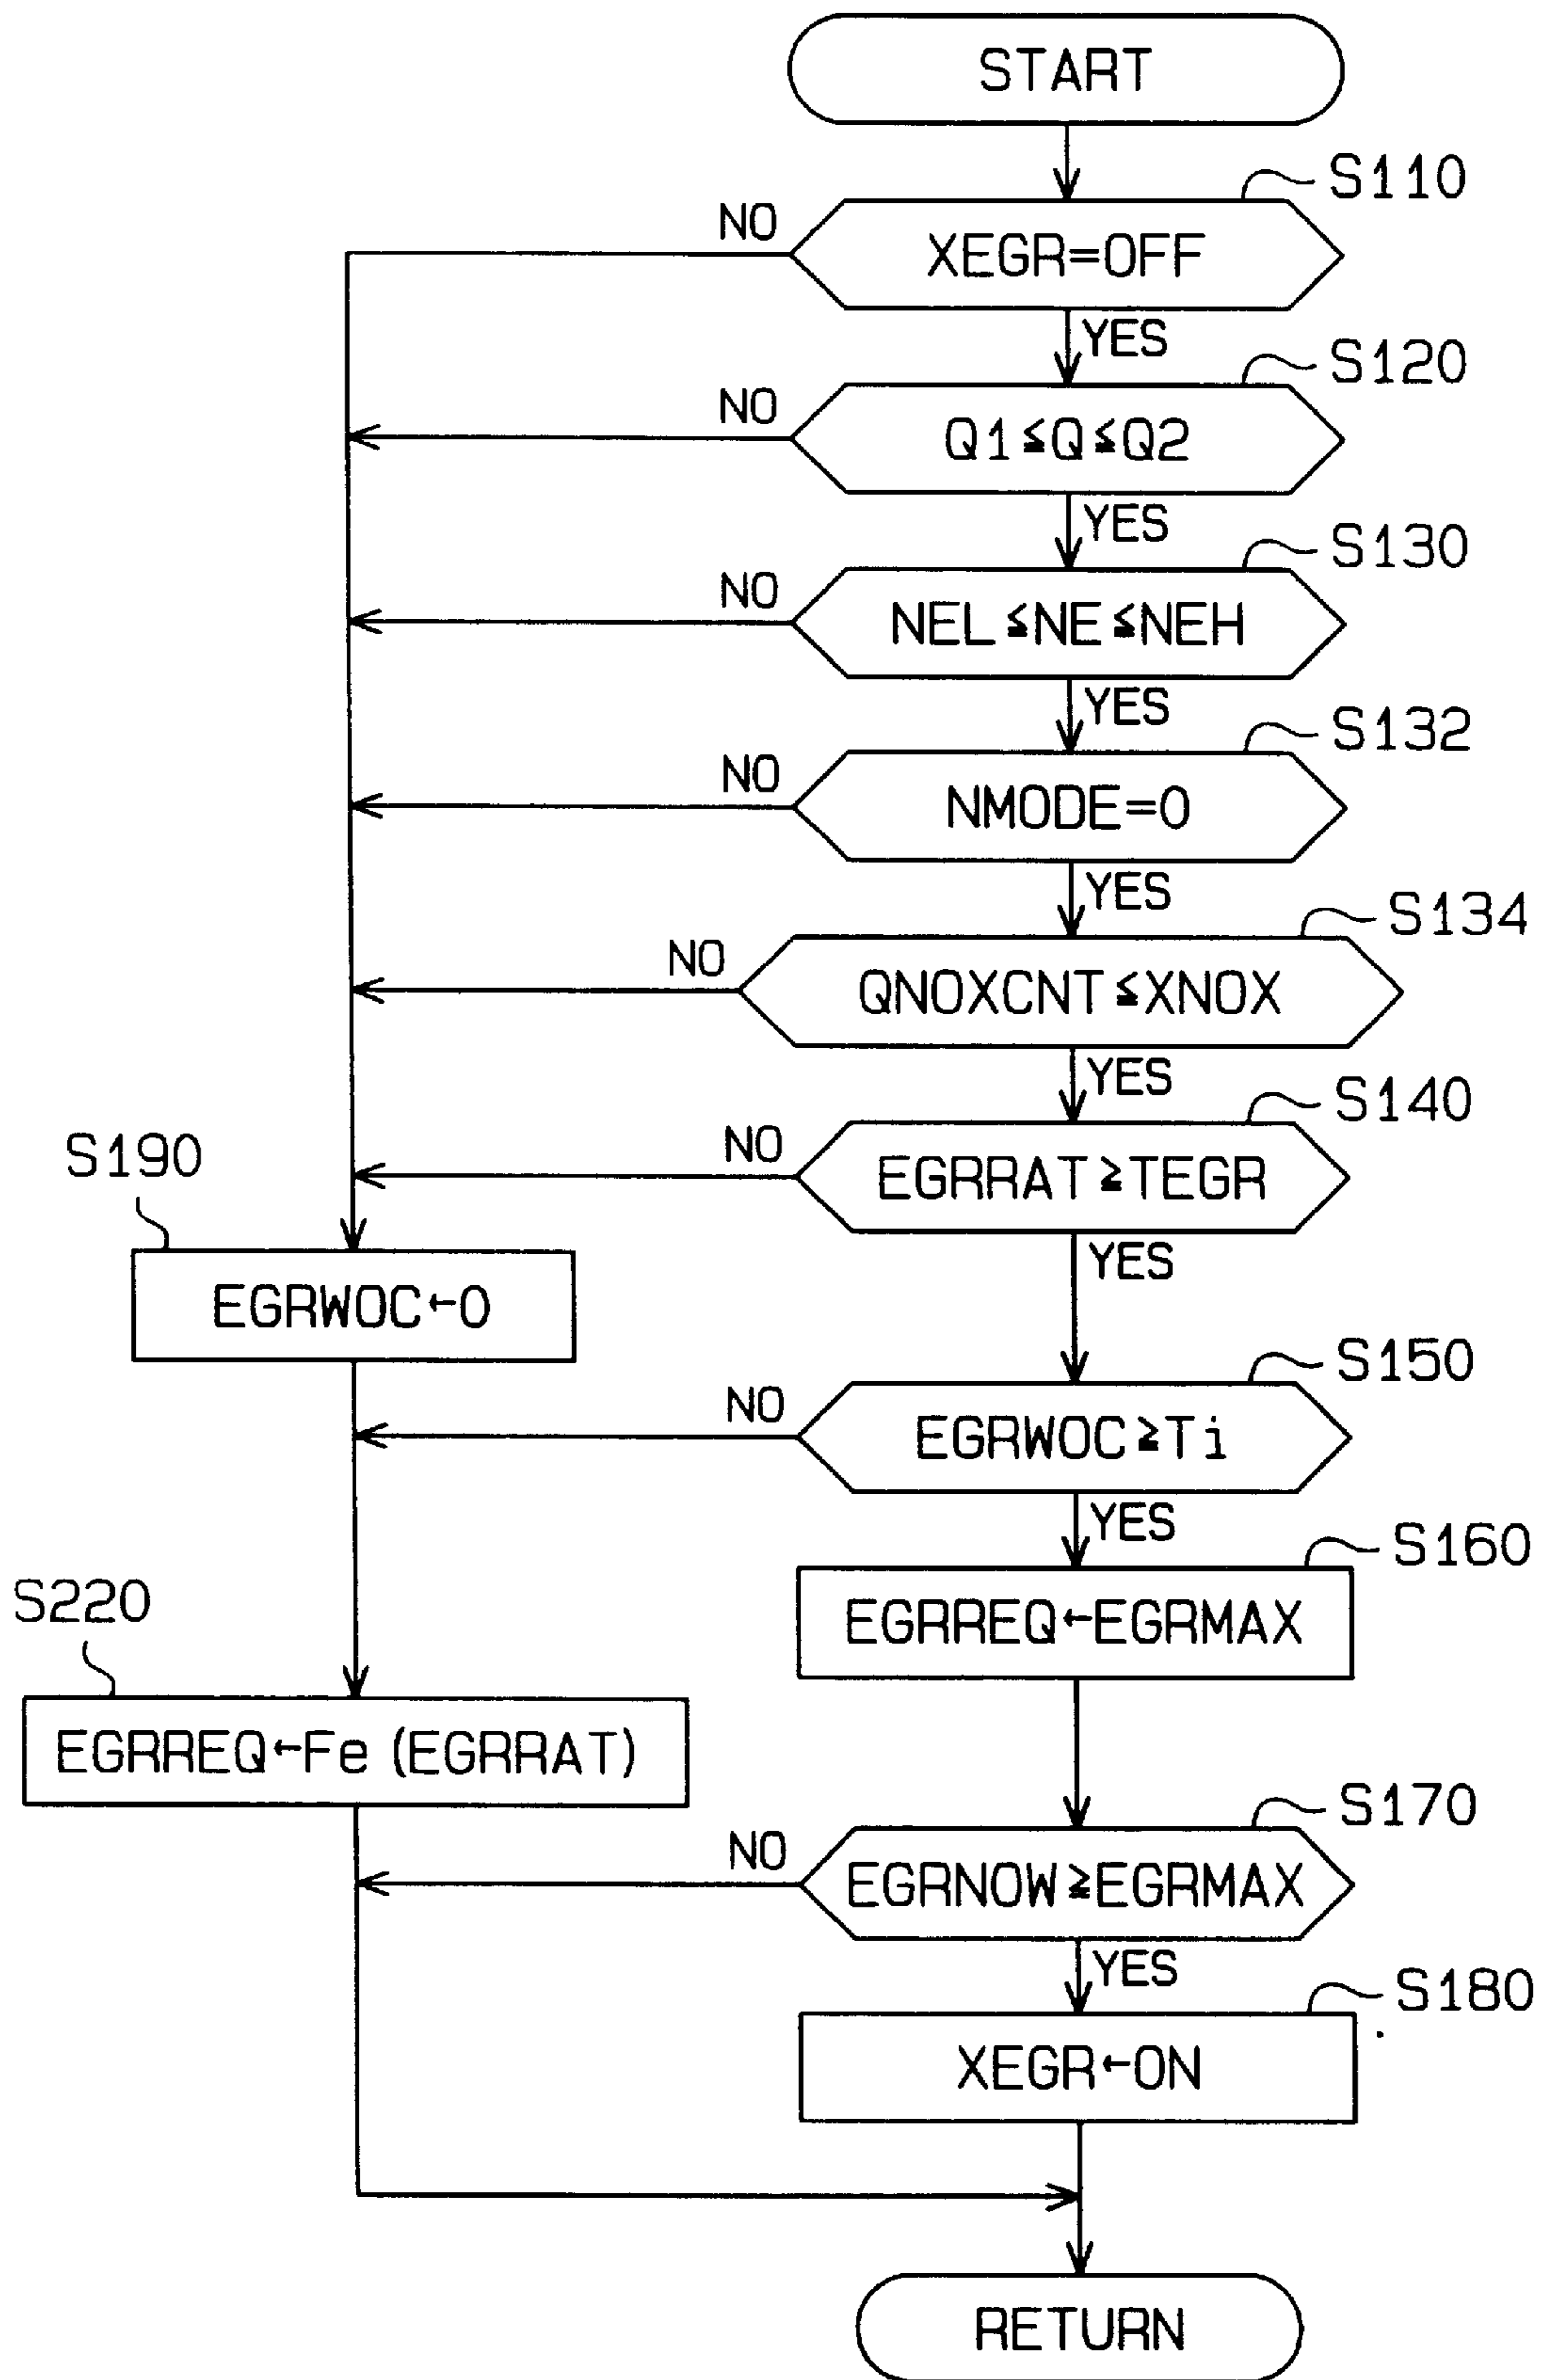 START
S110
NO
XEGR=OFF
YES
S120
NO
Q1≦Q≦Q2
YES
S130
NO
NEL≦NE≦NEH
YES
S132
NO
NMODE=0
YES
S134
NO
QNOXCNT≦XNOX
YES
S140
NO
EGRRAT≧TEGR
YES
S190
EGRWOC←0
S150
NO
EGRWOC≧Ti
YES
S160
EGRREQ←EGRMAX
S220
EGRREQ←Fe (EGRRAT)
S170
NO
EGRNOW≧EGRMAX
YES
S180
XEGR←ON
RETURN